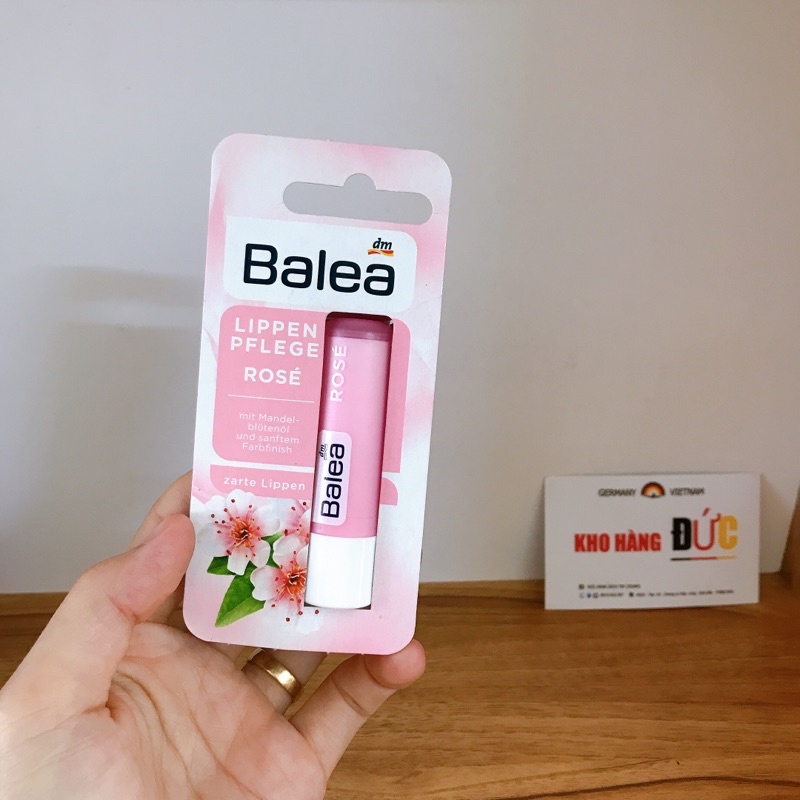 dm
Balea
LIPPEN
PFLEGE
ROSÉ
mit Mandel-
blütenöl
und sanftem
Farbfinish
zarte Lippen
ROSÉ
dm
Balea
GERMANY VIETNAM
KHO HÀNG ĐỨC